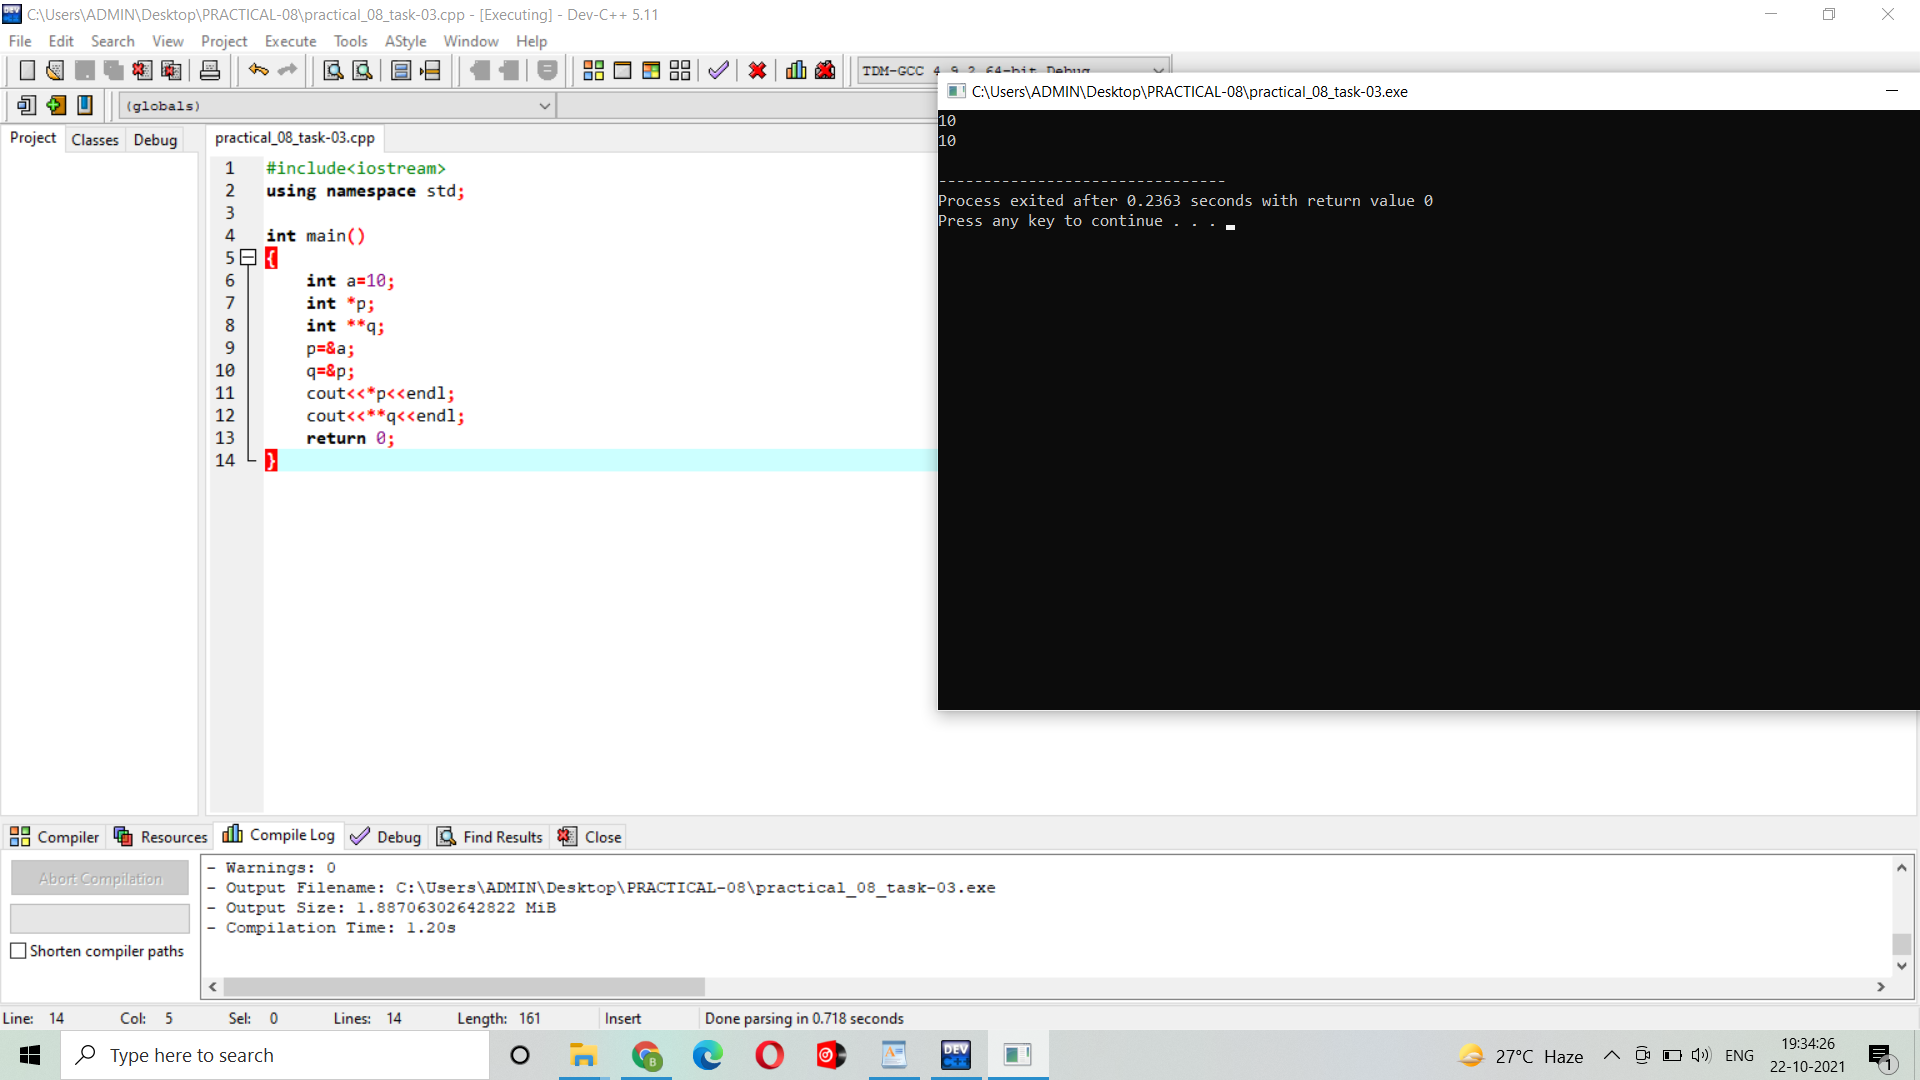 C:\Users\ADMIN\Desktop\PRACTICAL-08\practical_08_task-03.cpp - [Executing] - Dev-C++ 5.11
File Edit Search View Project Execute Tools AStyle Window Help
TDM-GCC 4.9.2 64-bit Debug
(globals)
C:\Users\ADMIN\Desktop\PRACTICAL-08\practical_08_task-03.exe
Project Classes Debug
practical_08_task-03.cpp
1 #include<iostream>
2 using namespace std;
3
4 int main()
5 {
6 int a=10;
7 int *p;
8 int **q;
9 p=&a;
10 q=&p;
11 cout<<*p<<endl;
12 cout<<**q<<endl;
13 return 0;
14 }
10
10
--------------------------------
Process exited after 0.2363 seconds with return value 0
Press any key to continue . . .
Compiler Resources Compile Log Debug Find Results Close
Abort Compilation
Shorten compiler paths
- Warnings: 0
- Output Filename: C:\Users\ADMIN\Desktop\PRACTICAL-08\practical_08_task-03.exe
- Output Size: 1.88706302642822 MiB
- Compilation Time: 1.20s
Line: 14 Col: 5 Sel: 0 Lines: 14 Length: 161 Insert Done parsing in 0.718 seconds
Type here to search
B
DEV C++
27°C Haze
ENG
19:34:26
22-10-2021
1